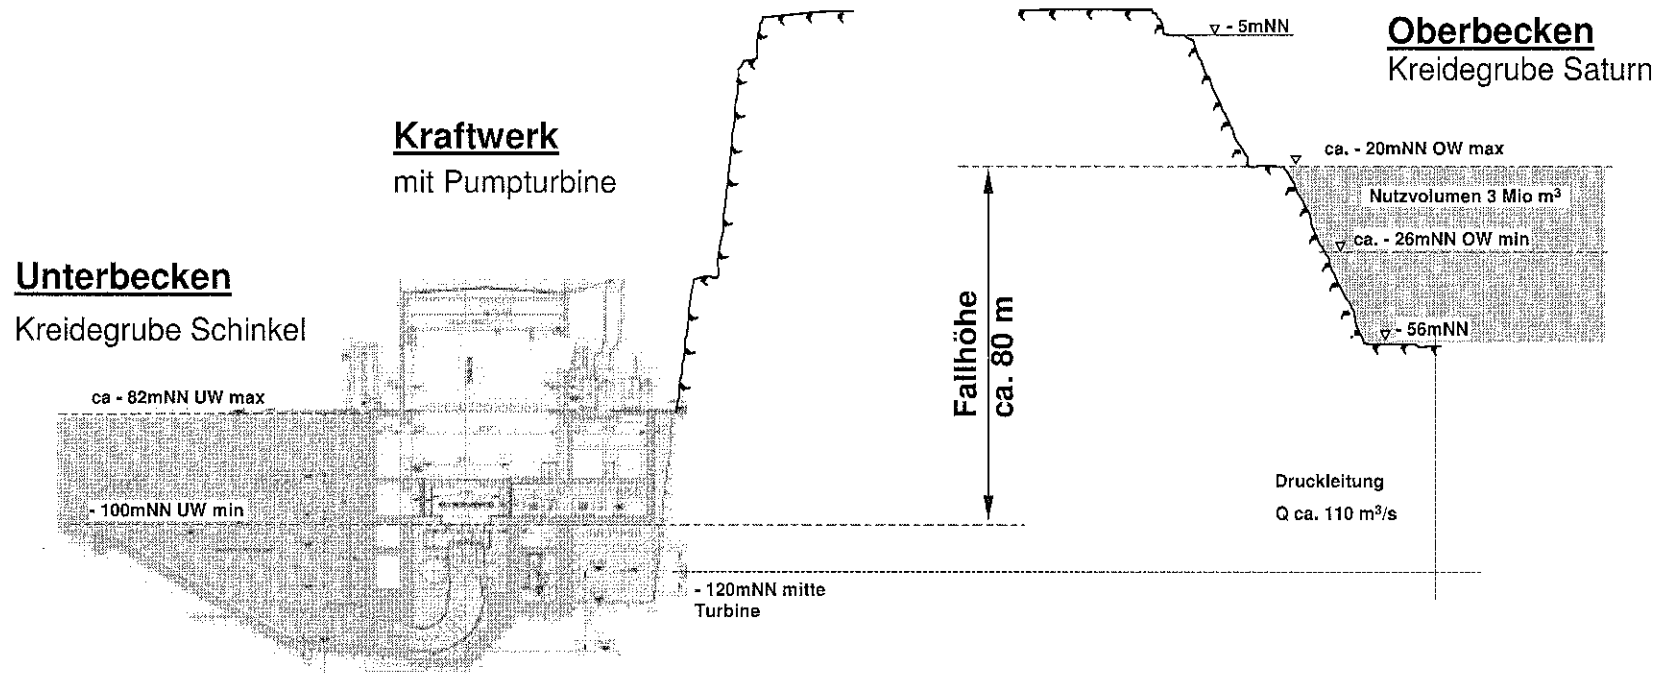 Oberbecken
Kreidegrube Saturn
- 5mNN
Kraftwerk
mit Pumpturbine
ca. - 20mNN OW max
Nutzvolumen 3 Mio m³
ca. - 26mNN OW min
- 56mNN
Unterbecken
Kreidegrube Schinkel
Fallhöhe
ca. 80 m
ca - 82mNN UW max
- 100mNN UW min
Druckleitung
Q ca. 110 m³/s
- 120mNN mitte
Turbine